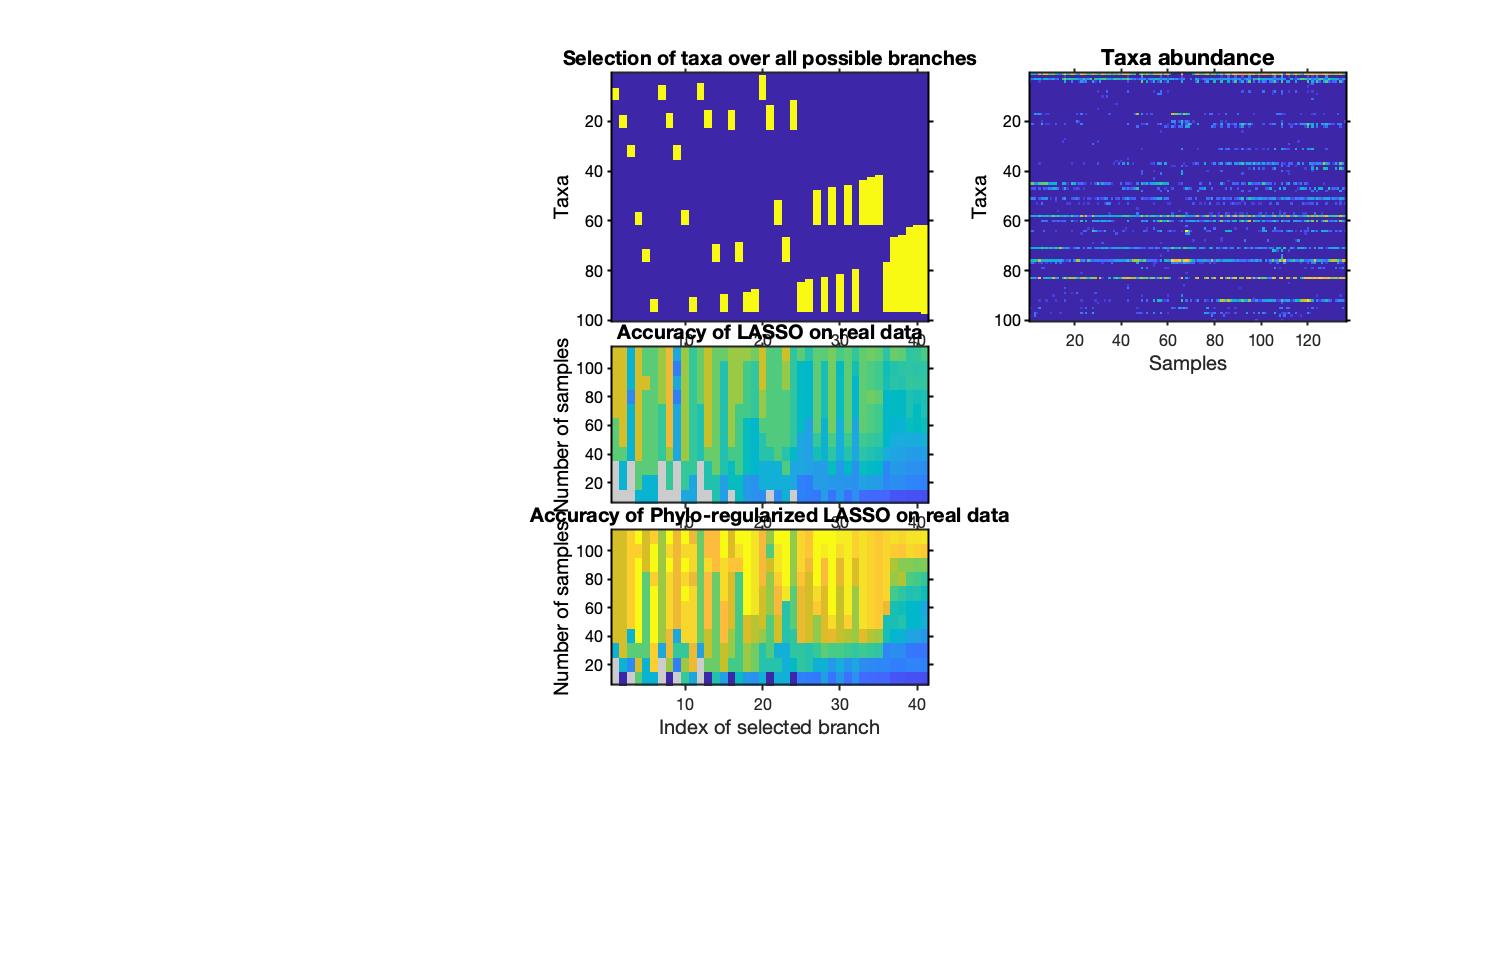 Selection of taxa over all possible branches
Taxa
20
40
60
80
100
Taxa abundance
Taxa
20
40
60
80
100
20 40 60 80 100 120
Samples
10 20 30 40
Accuracy of LASSO on real data
Number of samples
100
80
60
40
20
10 20 30 40
Accuracy of Phylo-regularized LASSO on real data
Number of samples
100
80
60
40
20
10 20 30 40
Index of selected branch